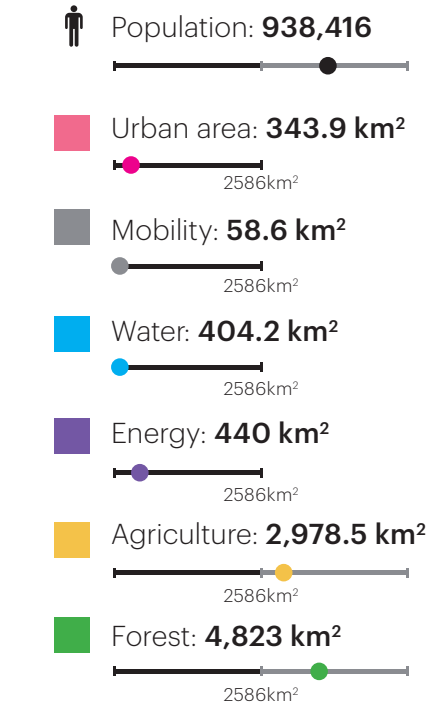 Population: 938,416
Urban area: 343.9 km²
2586km²
Mobility: 58.6 km²
2586km²
Water: 404.2 km²
2586km²
Energy: 440 km²
2586km²
Agriculture: 2,978.5 km²
2586km²
Forest: 4,823 km²
2586km²